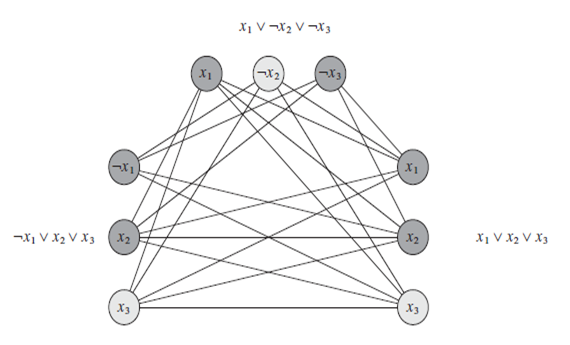 x₁ ∨ ¬x₂ ∨ ¬x₃
x₁ ¬x₂ ¬x₃
¬x₁ x₁
¬x₁ ∨ x₂ ∨ x₃ x₂ x₂ x₁ ∨ x₂ ∨ x₃
x₃ x₃